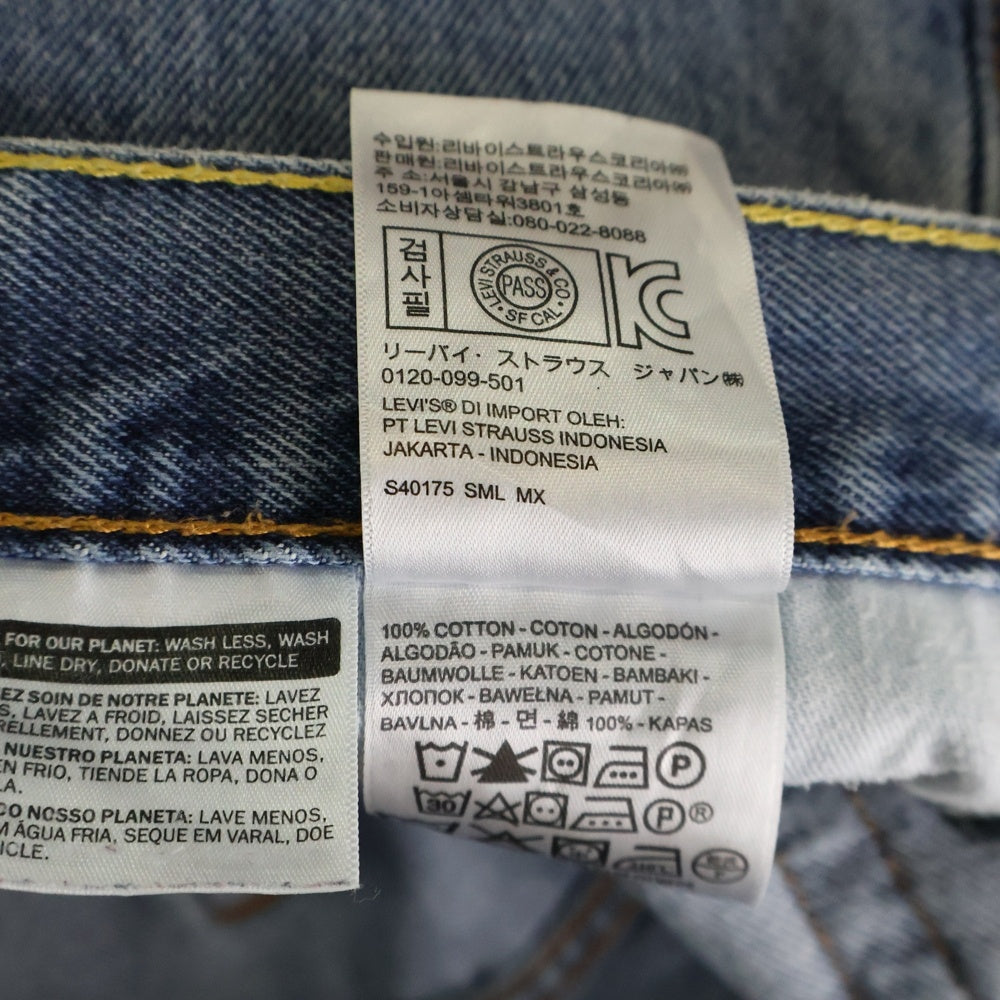 수입원:리바이스트라우스코리아㈜
판매원:리바이스트라우스코리아㈜
주 소:서울시 강남구 삼성동
159-1아셈타워3801호
소비자상담실:080-022-8088
검사필
LEVI STRAUSS & CO
PASS
SF CAL
KC
リーバイ・ストラウス ジャパン㈱
0120-099-501
LEVI'S® DI IMPORT OLEH:
PT LEVI STRAUSS INDONESIA
JAKARTA - INDONESIA
S40175 SML MX
100% COTTON - COTON - ALGODÓN -
ALGODÃO - PAMUK - COTONE -
BAUMWOLLE - KATOEN - BAMBAKI -
ХЛОПОК - BAWEŁNA - PAMUT -
BAVLNA - 棉 - 면 - 綿 100% - KAPAS
P
30
P®
FOR OUR PLANET: WASH LESS, WASH
, LINE DRY, DONATE OR RECYCLE
EZ SOIN DE NOTRE PLANETE: LAVEZ
S, LAVEZ A FROID, LAISSEZ SECHER
RELLEMENT, DONNEZ OU RECYCLEZ
NUESTRO PLANETA: LAVA MENOS,
EN FRIO, TIENDE LA ROPA, DONA O
LA.
CO NOSSO PLANETA: LAVE MENOS,
M ÁGUA FRIA, SEQUE EM VARAL, DOE
ICLE.